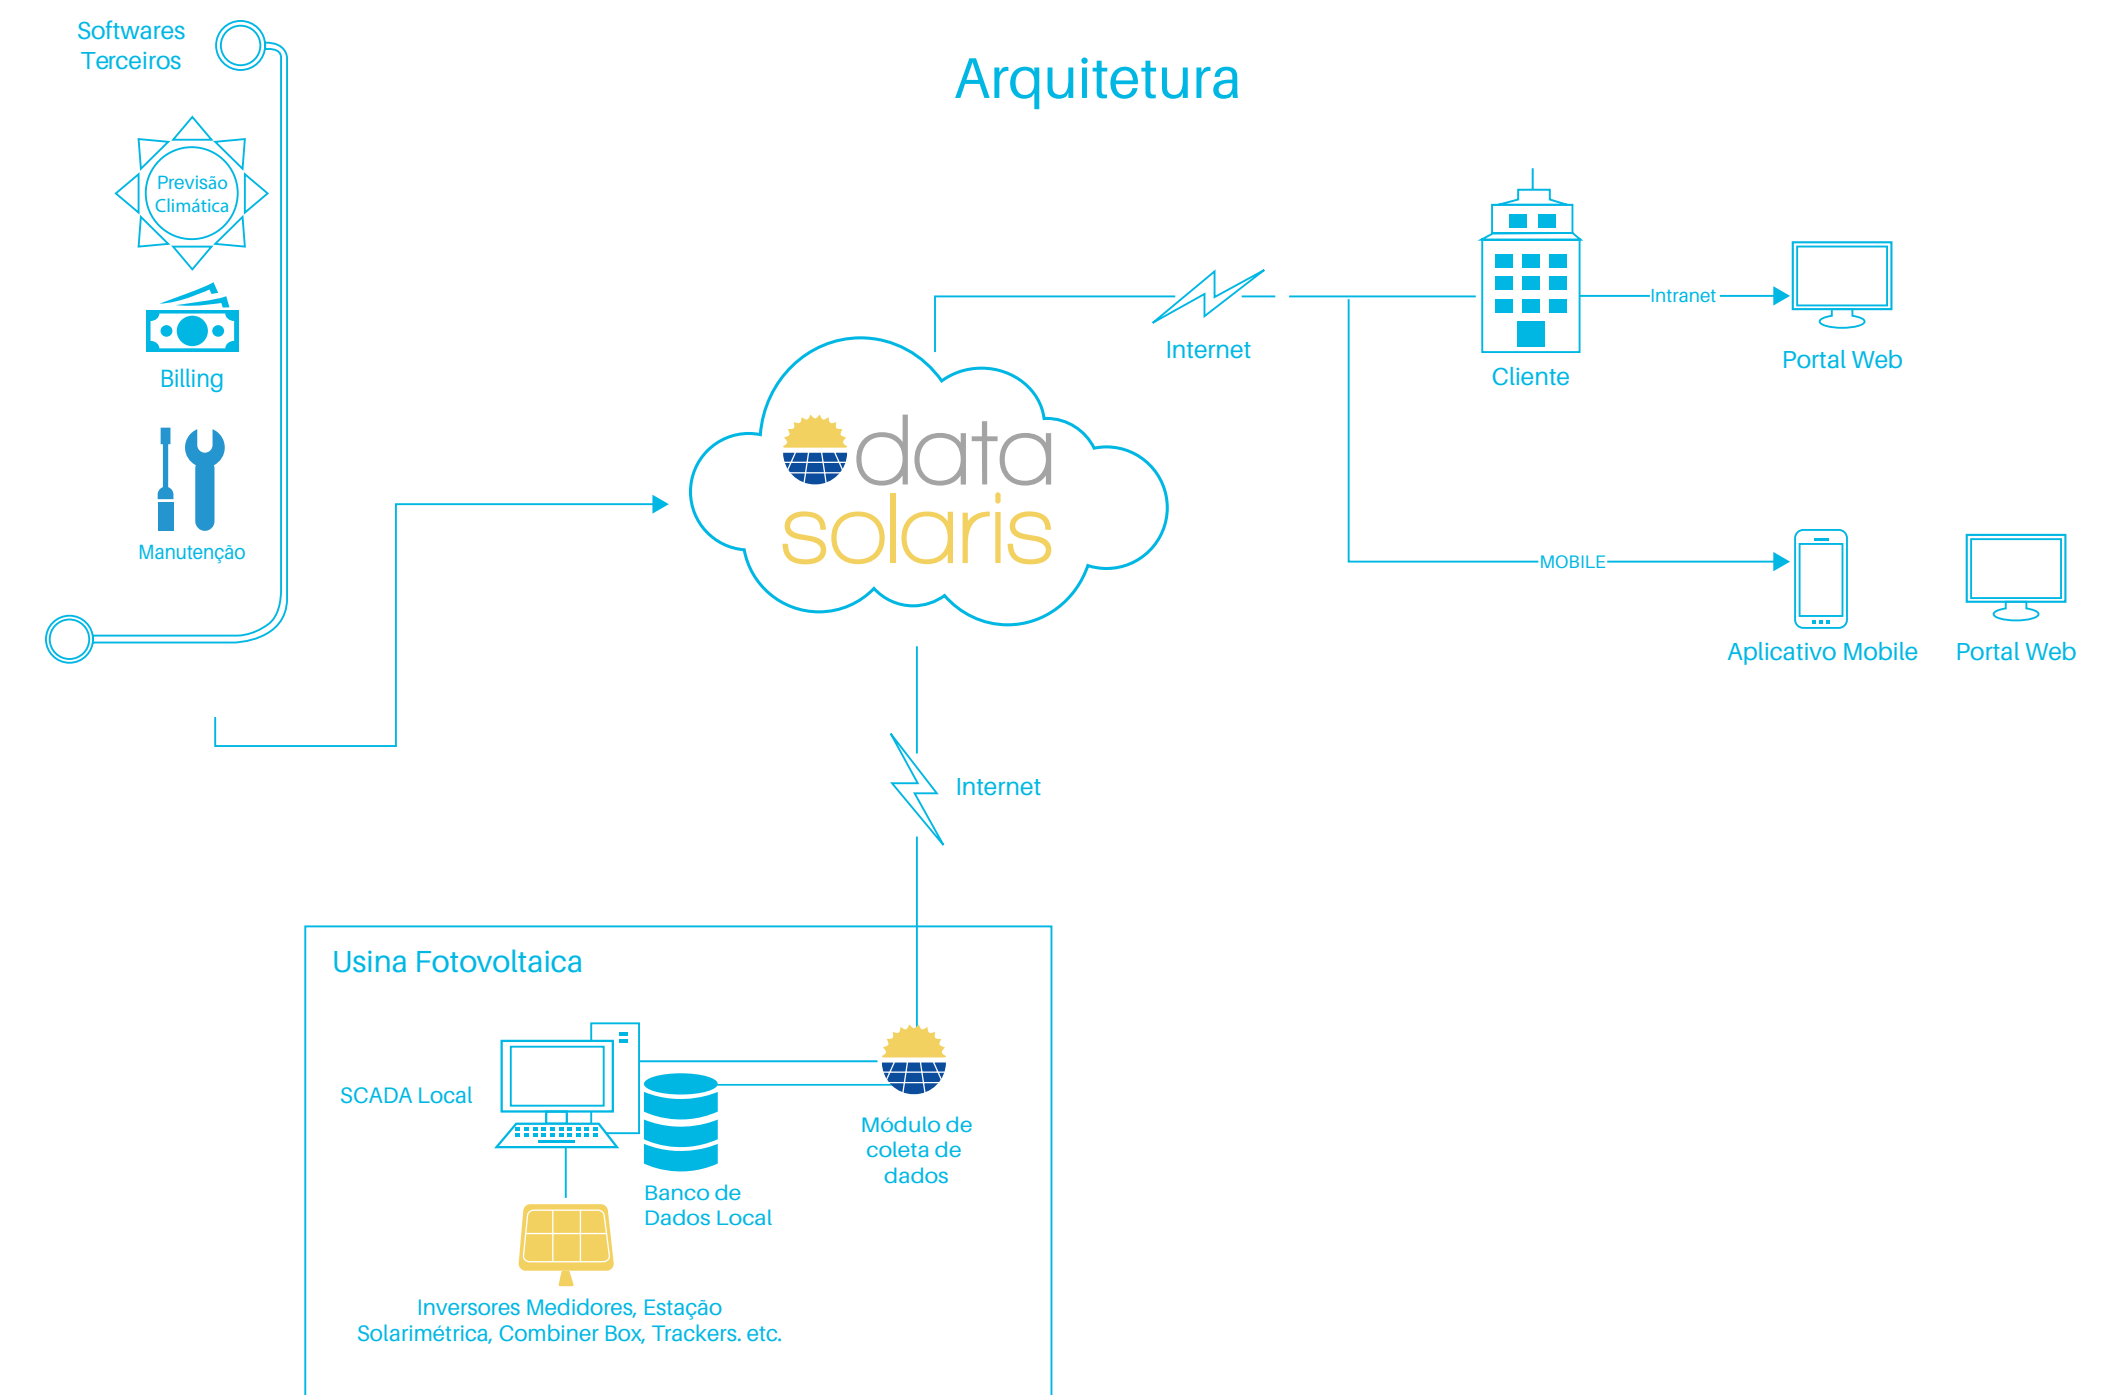 Softwares
Terceiros
Arquitetura
Previsão
Climática
Billing
Manutenção
data
solaris
Internet
Cliente
Intranet
Portal Web
MOBILE
Aplicativo Mobile
Portal Web
Internet
Usina Fotovoltaica
SCADA Local
Banco de
Dados Local
Módulo de
coleta de
dados
Inversores Medidores, Estação
Solarimétrica, Combiner Box, Trackers. etc.